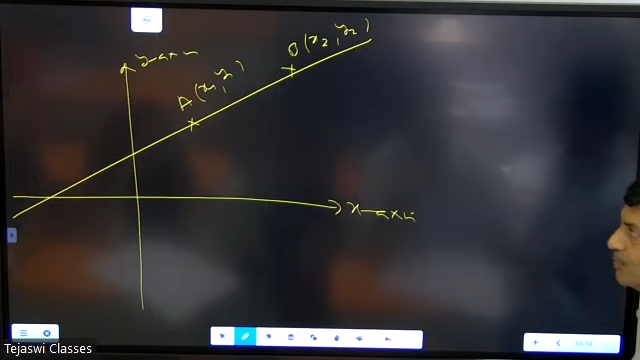 y-axis
B(x₂, y₂)
A(x₁, y₁)
x-axis
Tejaswi Classes